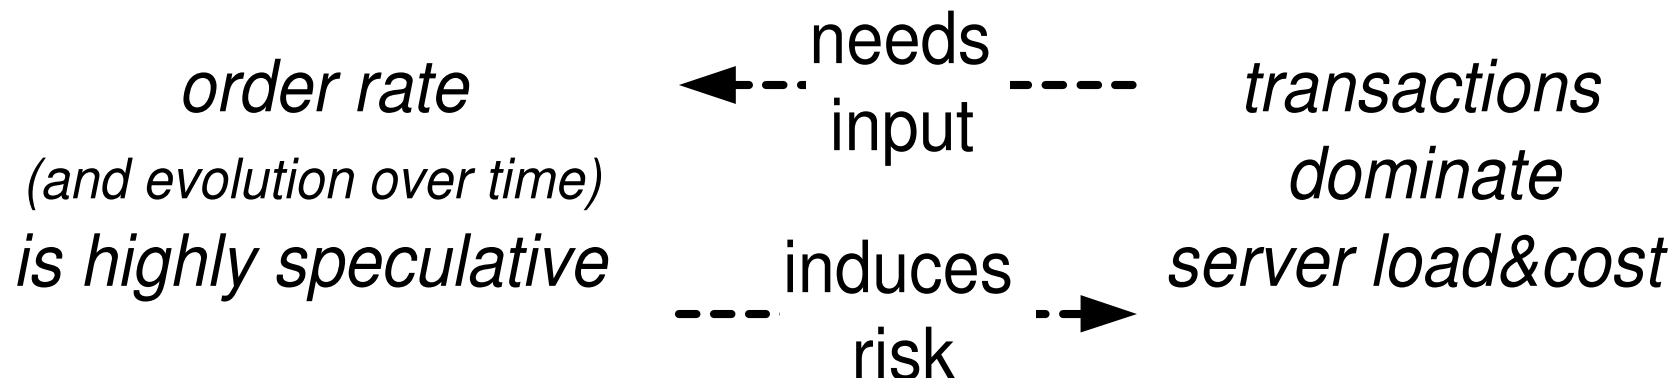 order rate
(and evolution over time)
is highly speculative
needs
input
induces
risk
transactions
dominate
server load&cost